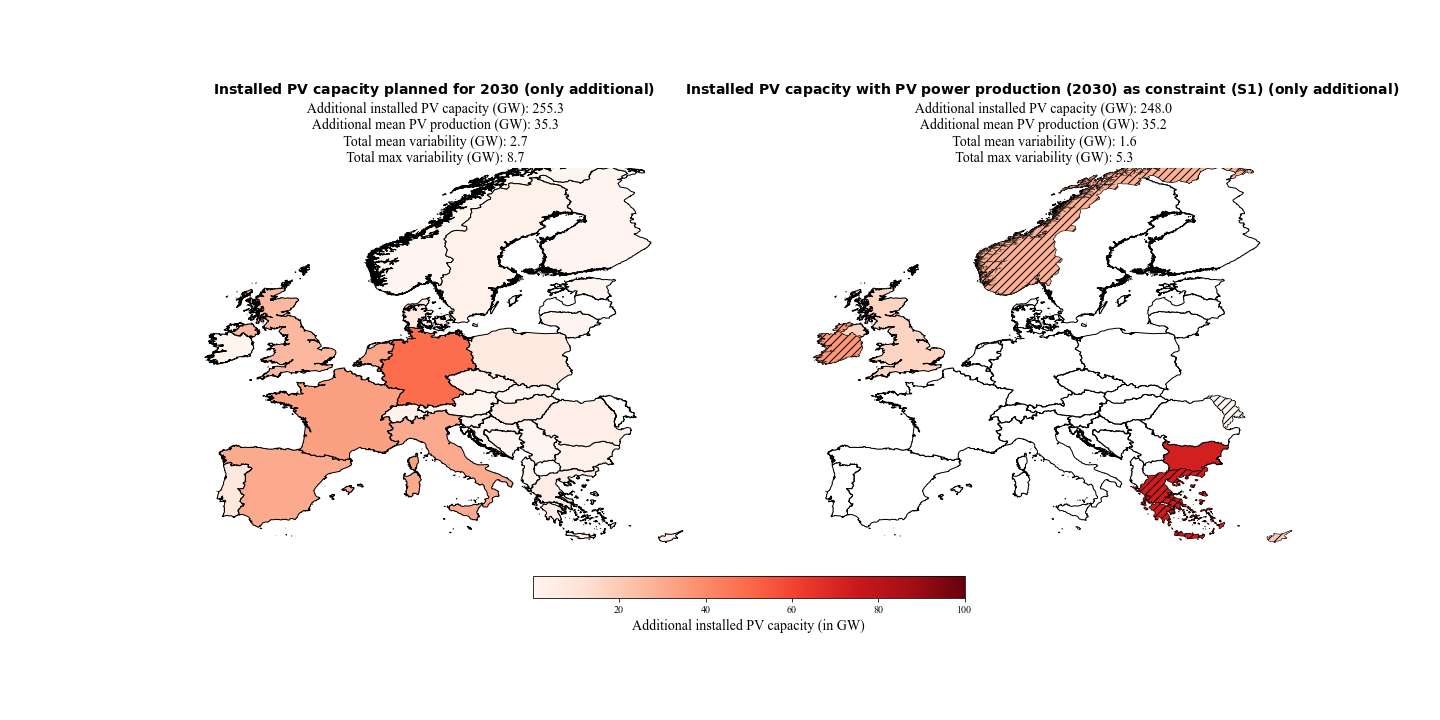 Installed PV capacity planned for 2030 (only additional)
Additional installed PV capacity (GW): 255.3
Additional mean PV production (GW): 35.3
Total mean variability (GW): 2.7
Total max variability (GW): 8.7
Installed PV capacity with PV power production (2030) as constraint (S1) (only additional)
Additional installed PV capacity (GW): 248.0
Additional mean PV production (GW): 35.2
Total mean variability (GW): 1.6
Total max variability (GW): 5.3
20 40 60 80 100
Additional installed PV capacity (in GW)